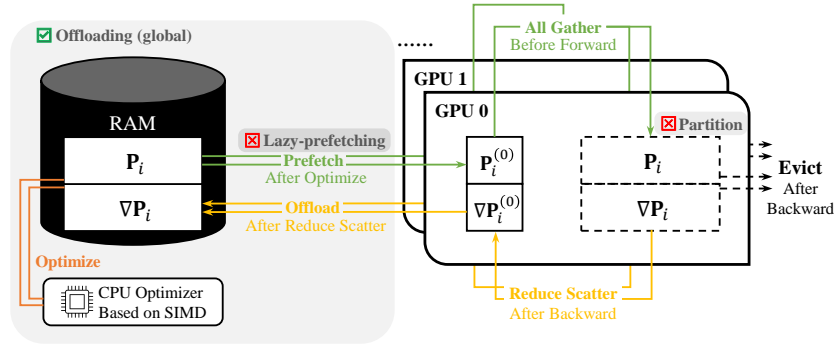 Offloading (global)
......
All Gather
Before Forward
GPU 1
GPU 0
RAM
Lazy-prefetching
Partition
P_i
∇P_i
Prefetch
After Optimize
P_i^(0)
∇P_i^(0)
P_i
∇P_i
Evict
After
Backward
Offload
After Reduce Scatter
Optimize
CPU Optimizer
Based on SIMD
Reduce Scatter
After Backward